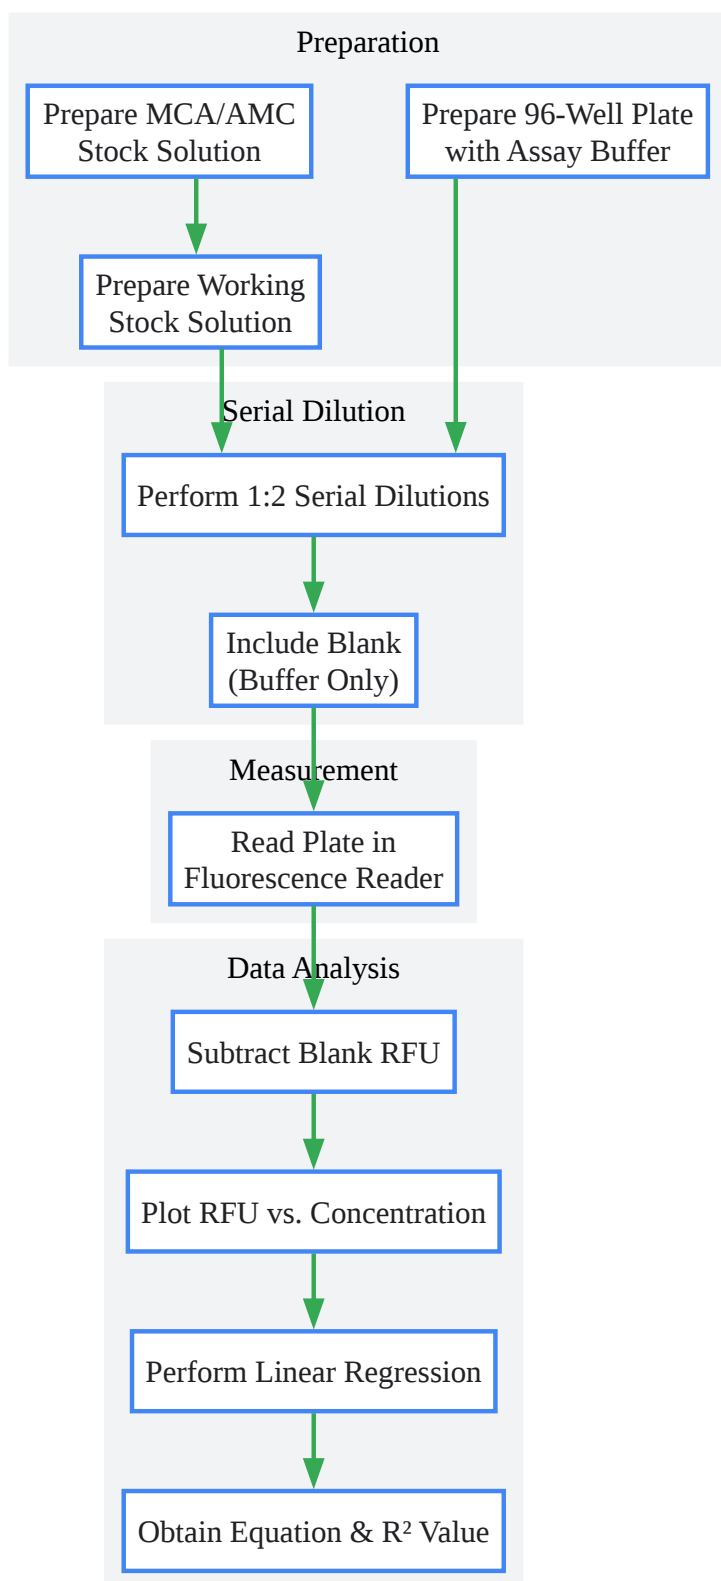 Preparation
Prepare MCA/AMC
Stock Solution
Prepare 96-Well Plate
with Assay Buffer
Prepare Working
Stock Solution
Serial Dilution
Perform 1:2 Serial Dilutions
Include Blank
(Buffer Only)
Measurement
Read Plate in
Fluorescence Reader
Data Analysis
Subtract Blank RFU
Plot RFU vs. Concentration
Perform Linear Regression
Obtain Equation & R² Value